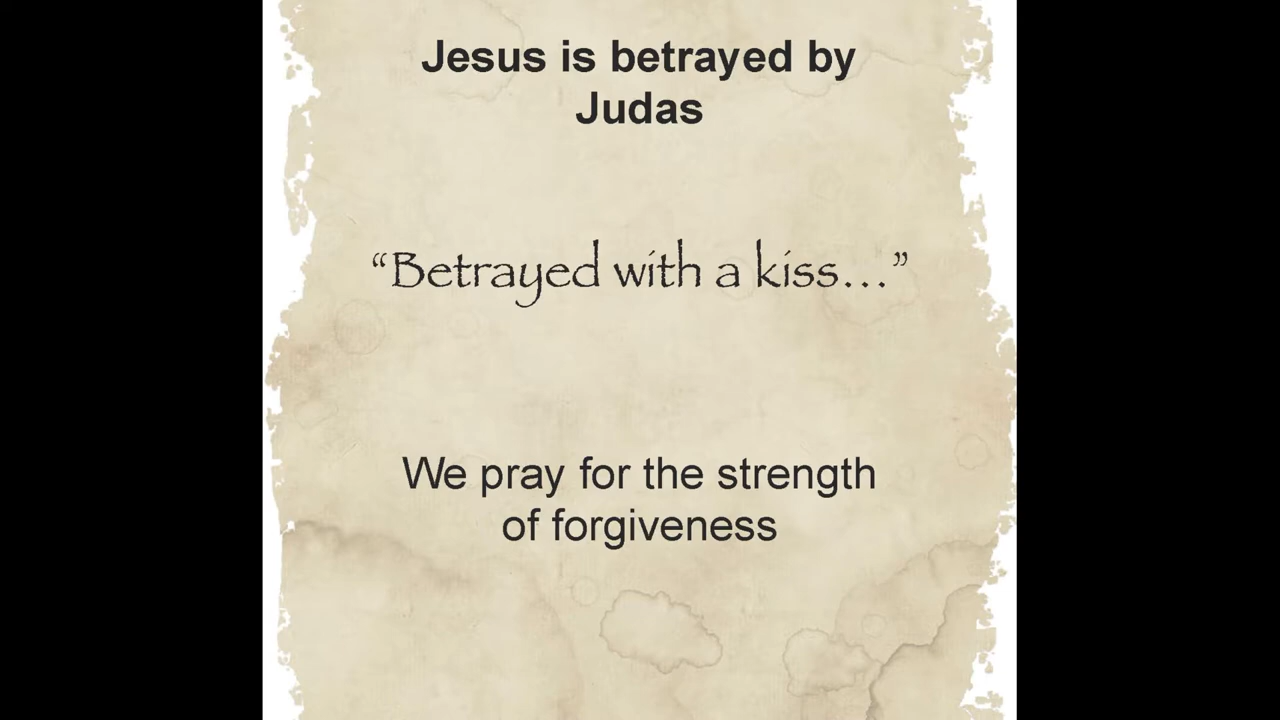 Jesus is betrayed by
Judas
“Betrayed with a kiss…”
We pray for the strength
of forgiveness